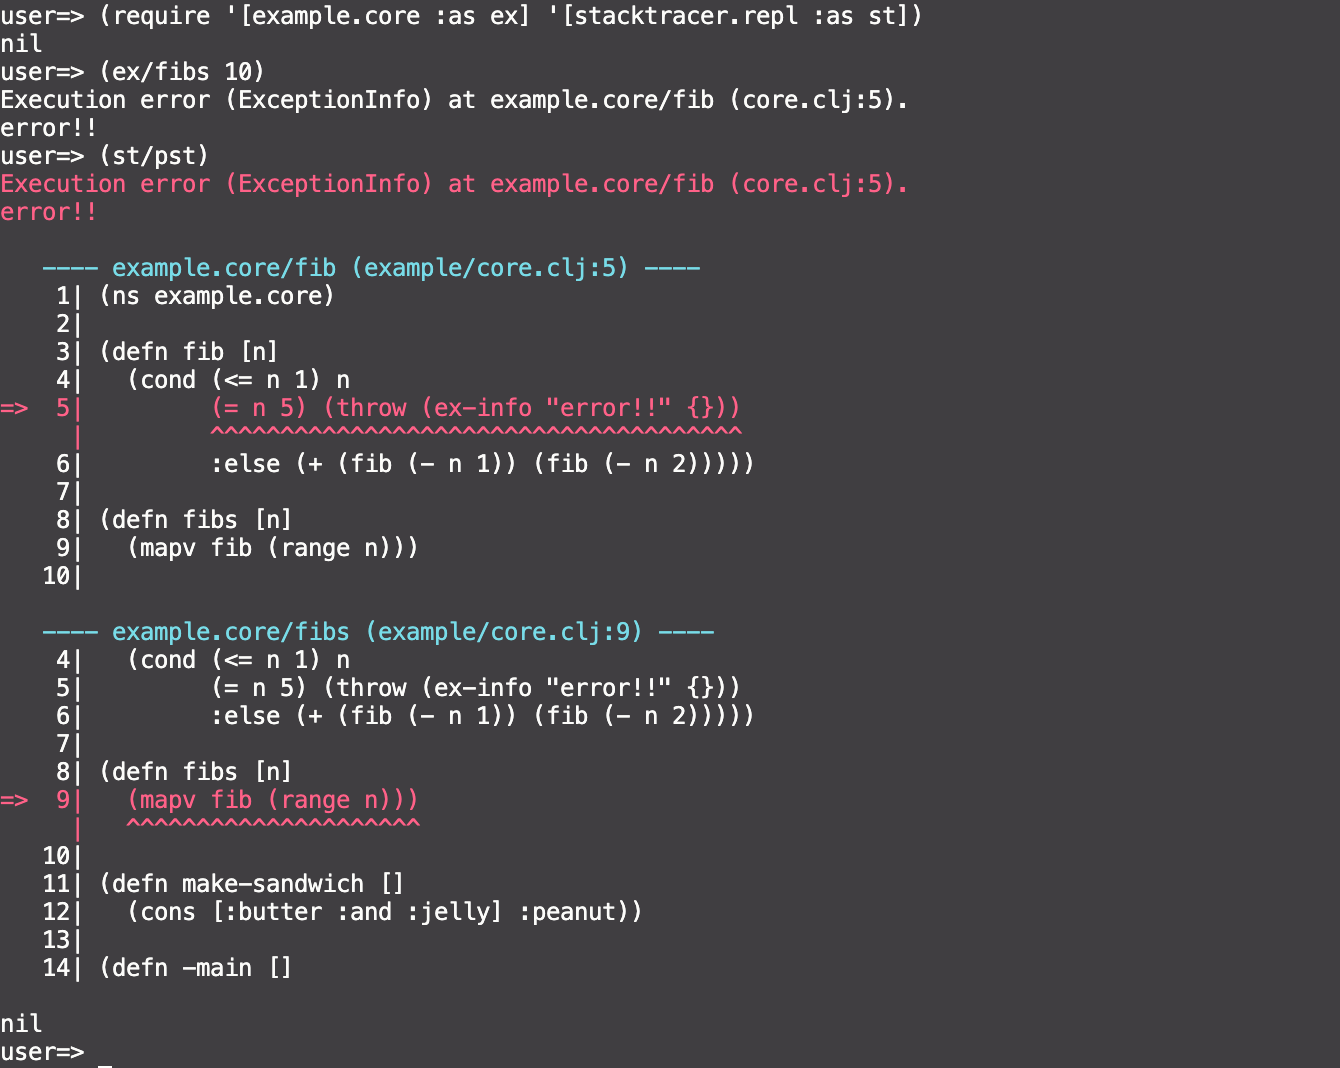 user=> (require '[example.core :as ex] '[stacktracer.repl :as st])
nil
user=> (ex/fibs 10)
Execution error (ExceptionInfo) at example.core/fib (core.clj:5).
error!!
user=> (st/pst)
Execution error (ExceptionInfo) at example.core/fib (core.clj:5).
error!!

   ---- example.core/fib (example/core.clj:5) ----
    1| (ns example.core)
    2|
    3| (defn fib [n]
    4|   (cond (<= n 1) n
=>  5|         (= n 5) (throw (ex-info "error!!" {}))
     |         ^^^^^^^^^^^^^^^^^^^^^^^^^^^^^^^^^^^^^^
    6|         :else (+ (fib (- n 1)) (fib (- n 2)))))
    7|
    8| (defn fibs [n]
    9|   (mapv fib (range n)))
   10|

   ---- example.core/fibs (example/core.clj:9) ----
    4|   (cond (<= n 1) n
    5|         (= n 5) (throw (ex-info "error!!" {}))
    6|         :else (+ (fib (- n 1)) (fib (- n 2)))))
    7|
    8| (defn fibs [n]
=>  9|   (mapv fib (range n)))
     |   ^^^^^^^^^^^^^^^^^^^^^
   10|
   11| (defn make-sandwich []
   12|   (cons [:butter :and :jelly] :peanut))
   13|
   14| (defn -main []

nil
user=>